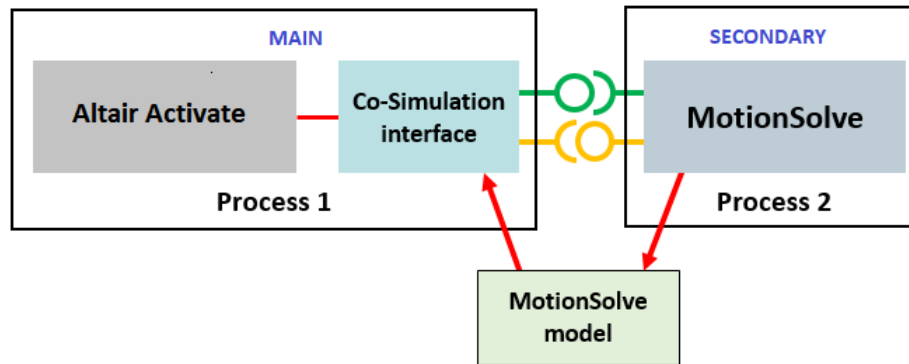 MAIN
SECONDARY
Altair Activate
Co-Simulation
interface
MotionSolve
Process 1
Process 2
MotionSolve
model